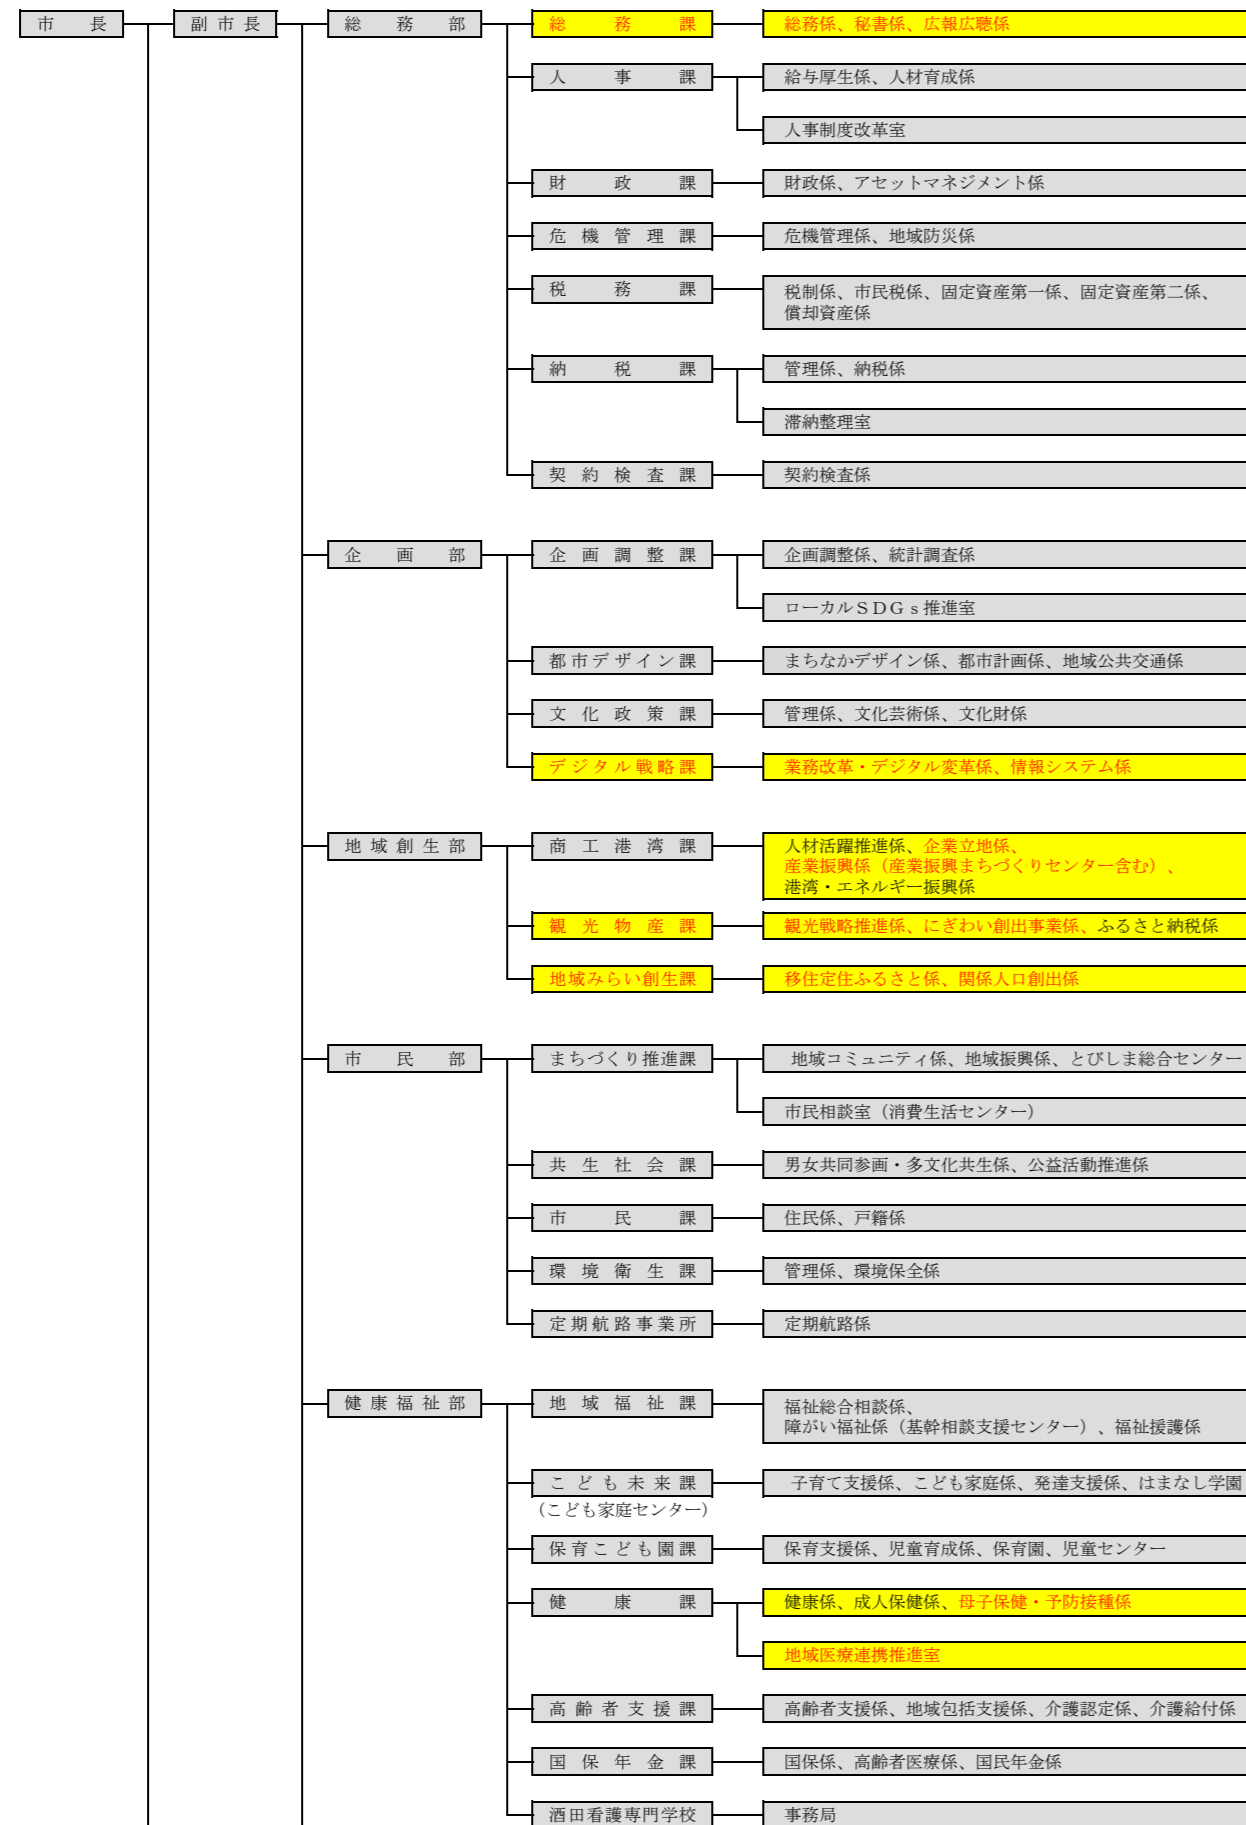 市長
副市長
総務部
総務課
総務係、秘書係、広報広聴係
人事課
給与厚生係、人材育成係
人事制度改革室
財政課
財政係、アセットマネジメント係
危機管理課
危機管理係、地域防災係
税務課
税制係、市民税係、固定資産第一係、固定資産第二係、
償却資産係
納税課
管理係、納税係
滞納整理室
契約検査課
契約検査係
企画部
企画調整課
企画調整係、統計調査係
ローカルSDGs推進室
都市デザイン課
まちなかデザイン係、都市計画係、地域公共交通係
文化政策課
管理係、文化芸術係、文化財係
デジタル戦略課
業務改革・デジタル変革係、情報システム係
地域創生部
商工港湾課
人材活躍推進係、企業立地係、
産業振興係（産業振興まちづくりセンター含む）、
港湾・エネルギー振興係
観光物産課
観光戦略推進係、にぎわい創出事業係、ふるさと納税係
地域みらい創生課
移住定住ふるさと係、関係人口創出係
市民部
まちづくり推進課
地域コミュニティ係、地域振興係、とびしま総合センター
市民相談室（消費生活センター）
共生社会課
男女共同参画・多文化共生係、公益活動推進係
市民課
住民係、戸籍係
環境衛生課
管理係、環境保全係
定期航路事業所
定期航路係
健康福祉部
地域福祉課
福祉総合相談係、
障がい福祉係（基幹相談支援センター）、福祉援護係
こども未来課
（こども家庭センター）
子育て支援係、こども家庭係、発達支援係、はまなし学園
保育こども園課
保育支援係、児童育成係、保育園、児童センター
健康課
健康係、成人保健係、母子保健・予防接種係
地域医療連携推進室
高齢者支援課
高齢者支援係、地域包括支援係、介護認定係、介護給付係
国保年金課
国保係、高齢者医療係、国民年金係
酒田看護専門学校
事務局